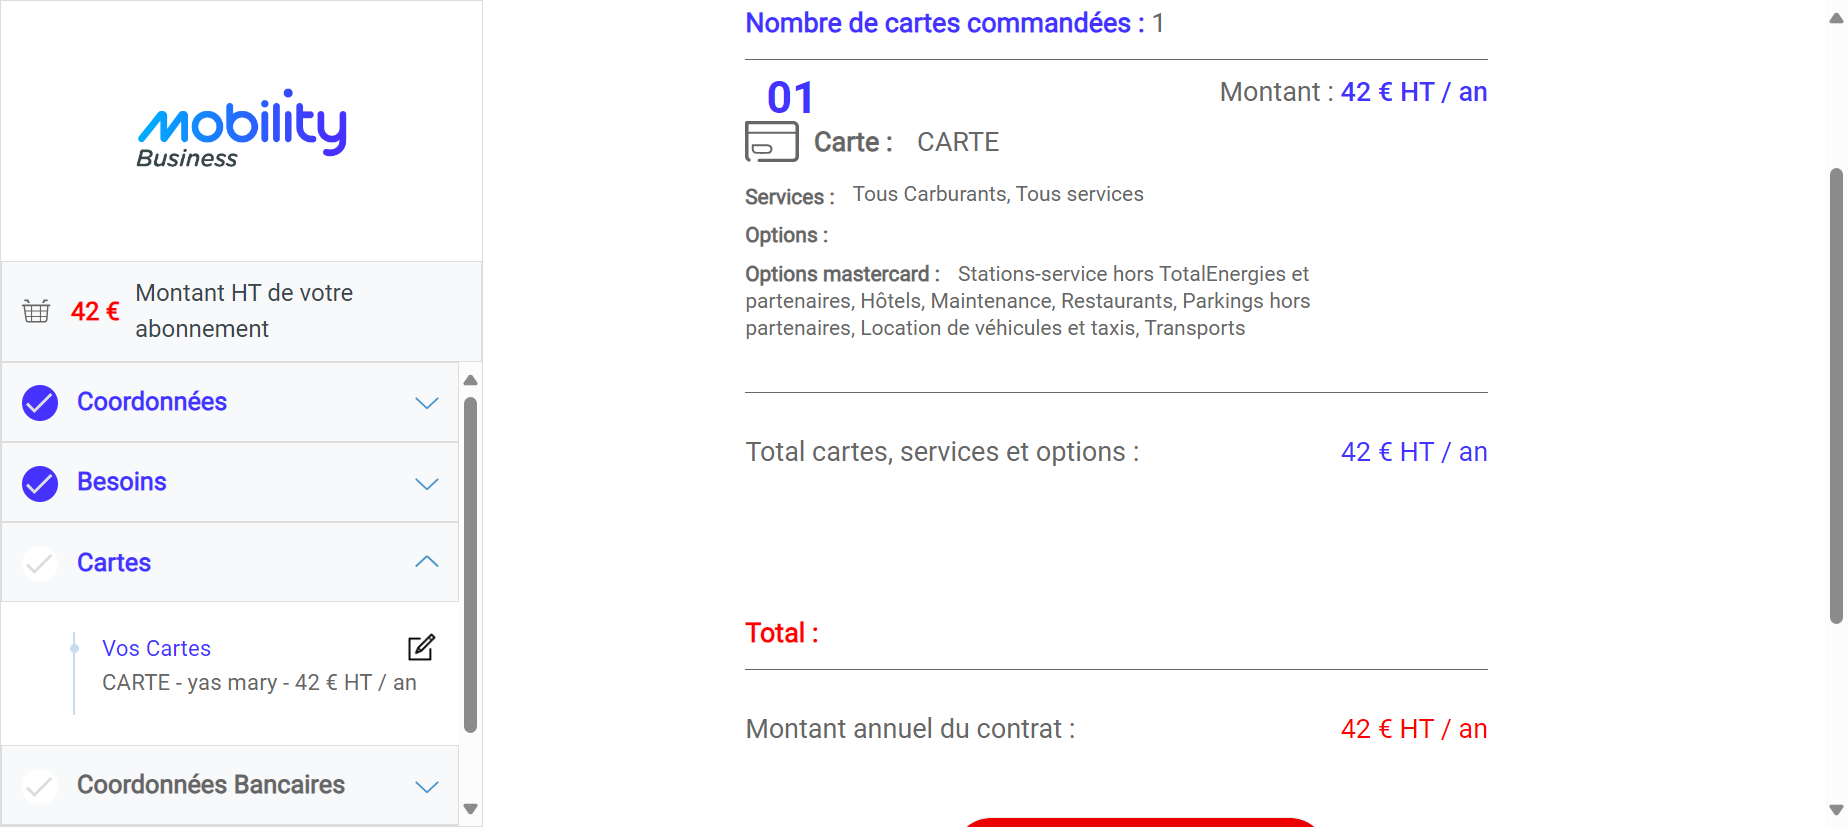 mobility
Business
42 €
Montant HT de votre
abonnement
Coordonnées
Besoins
Cartes
Vos Cartes
CARTE - yas mary - 42 € HT / an
Coordonnées Bancaires
Nombre de cartes commandées : 1
01
Montant : 42 € HT / an
Carte : CARTE
Services : Tous Carburants, Tous services
Options :
Options mastercard : Stations-service hors TotalEnergies et
partenaires, Hôtels, Maintenance, Restaurants, Parkings hors
partenaires, Location de véhicules et taxis, Transports
Total cartes, services et options : 42 € HT / an
Total :
Montant annuel du contrat : 42 € HT / an